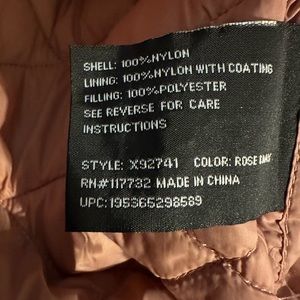 SHELL: 100%NYLON
LINING: 100%NYLON WITH COATING
FILLING: 100%POLYESTER
SEE REVERSE FOR CARE
INSTRUCTIONS
STYLE: X92741 COLOR: ROSE
RN#117732 MADE IN CHINA
UPC: 195365298589